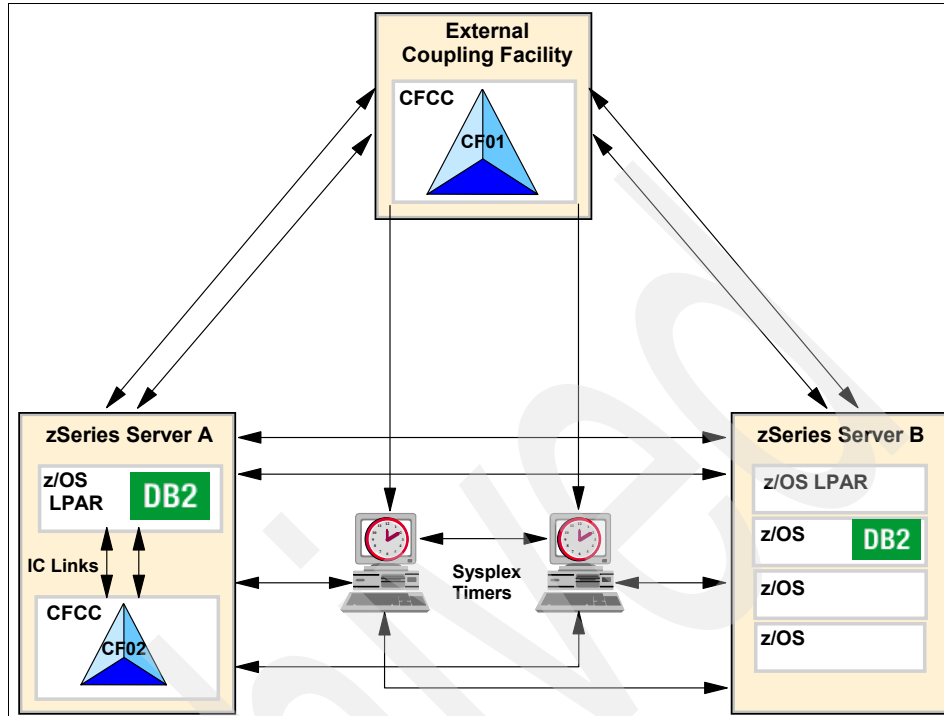 External
Coupling Facility
CFCC
CF01
zSeries Server A
z/OS
LPAR
DB2
IC Links
CFCC
CF02
Sysplex
Timers
zSeries Server B
z/OS LPAR
z/OS
DB2
z/OS
z/OS